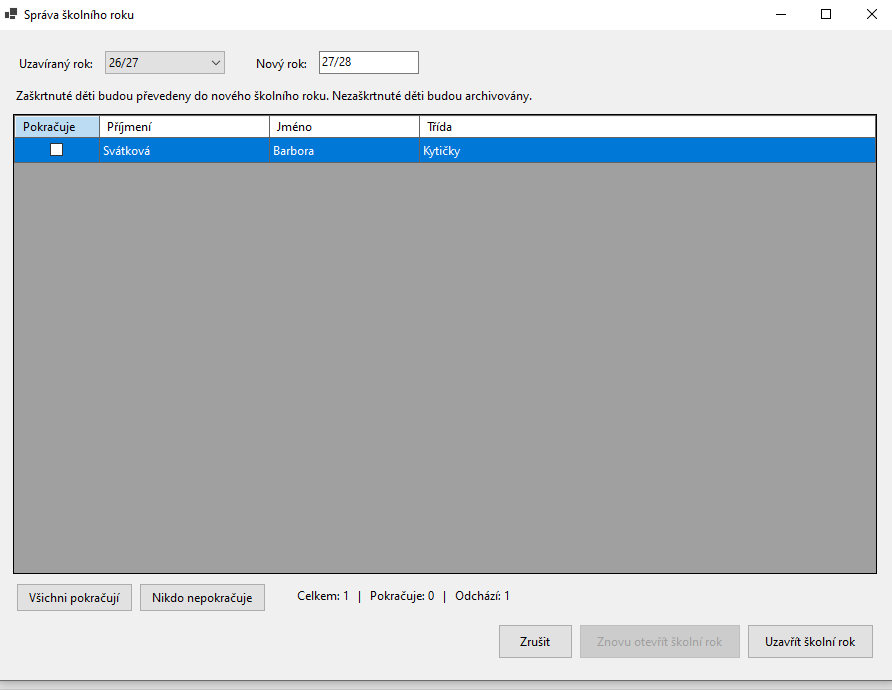 Správa školního roku
Uzavíraný rok: 26/27 Nový rok: 27/28
Zaškrtnuté děti budou převedeny do nového školního roku. Nezaškrtnuté děti budou archivovány.
Pokračuje Příjmení Jméno Třída
Svátková Barbora Kytičky
Všichni pokračují Nikdo nepokračuje Celkem: 1 | Pokračuje: 0 | Odchází: 1
Zrušit Znovu otevřít školní rok Uzavřít školní rok